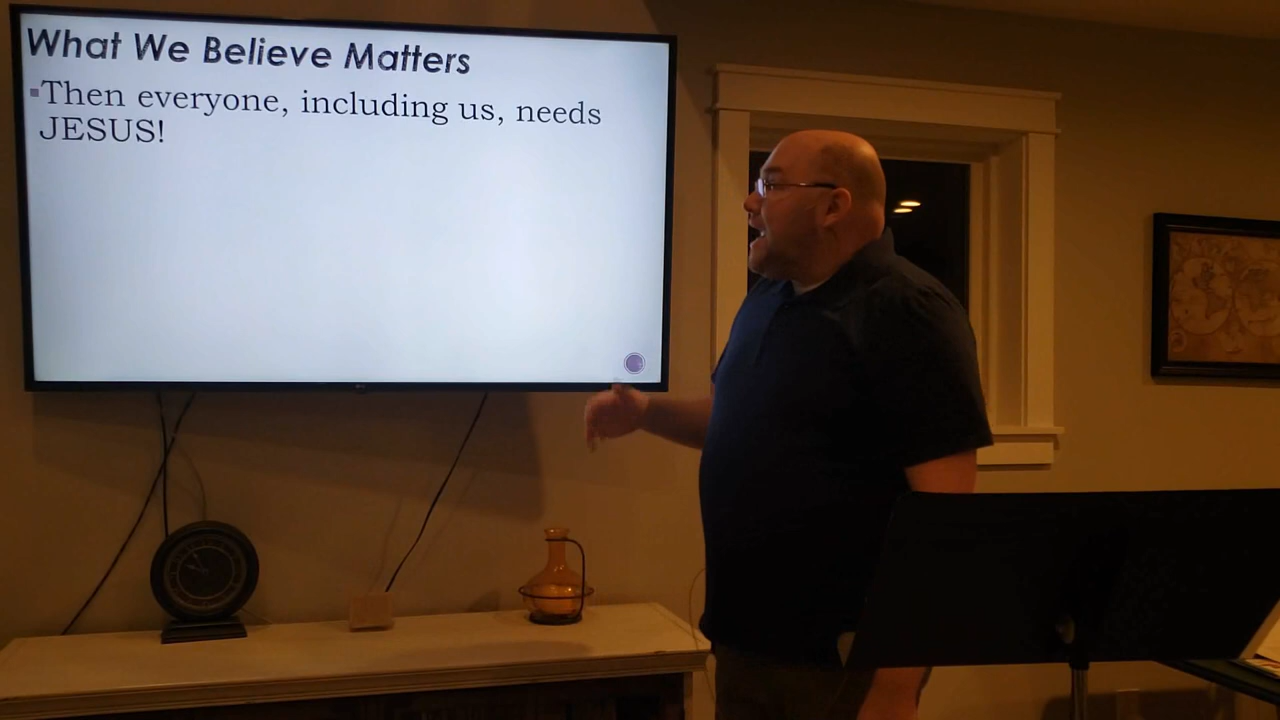 What We Believe Matters
Then everyone, including us, needs
JESUS!